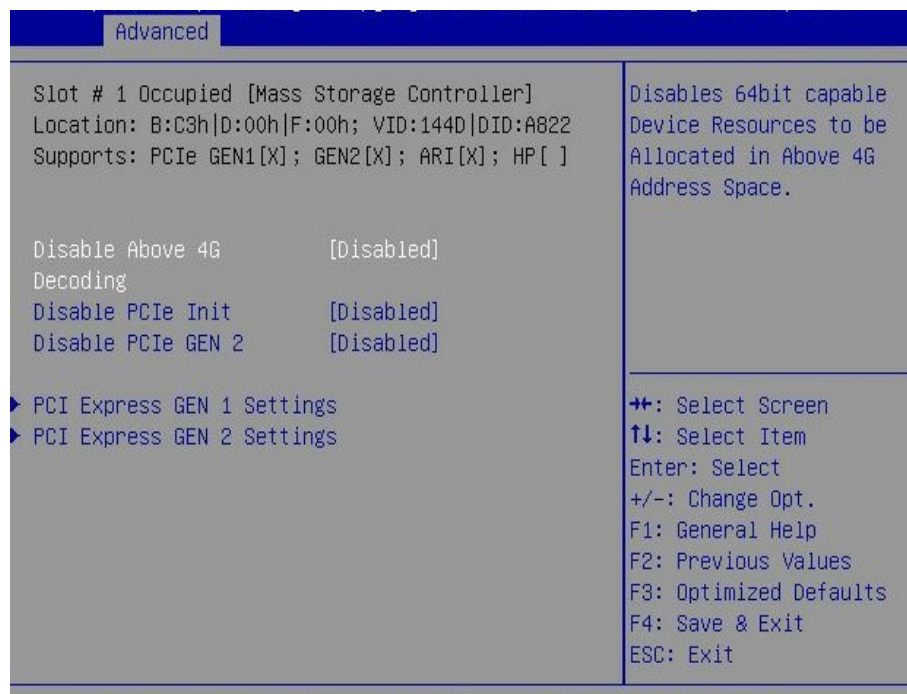 Advanced
Slot # 1 Occupied [Mass Storage Controller]
Location: B:C3h|D:00h|F:00h; VID:144D|DID:A822
Supports: PCIe GEN1[X]; GEN2[X]; ARI[X]; HP[ ]
Disable Above 4G [Disabled]
Decoding
Disable PCIe Init [Disabled]
Disable PCIe GEN 2 [Disabled]
PCI Express GEN 1 Settings
PCI Express GEN 2 Settings
Disables 64bit capable
Device Resources to be
Allocated in Above 4G
Address Space.
→←: Select Screen
↑↓: Select Item
Enter: Select
+/-: Change Opt.
F1: General Help
F2: Previous Values
F3: Optimized Defaults
F4: Save & Exit
ESC: Exit